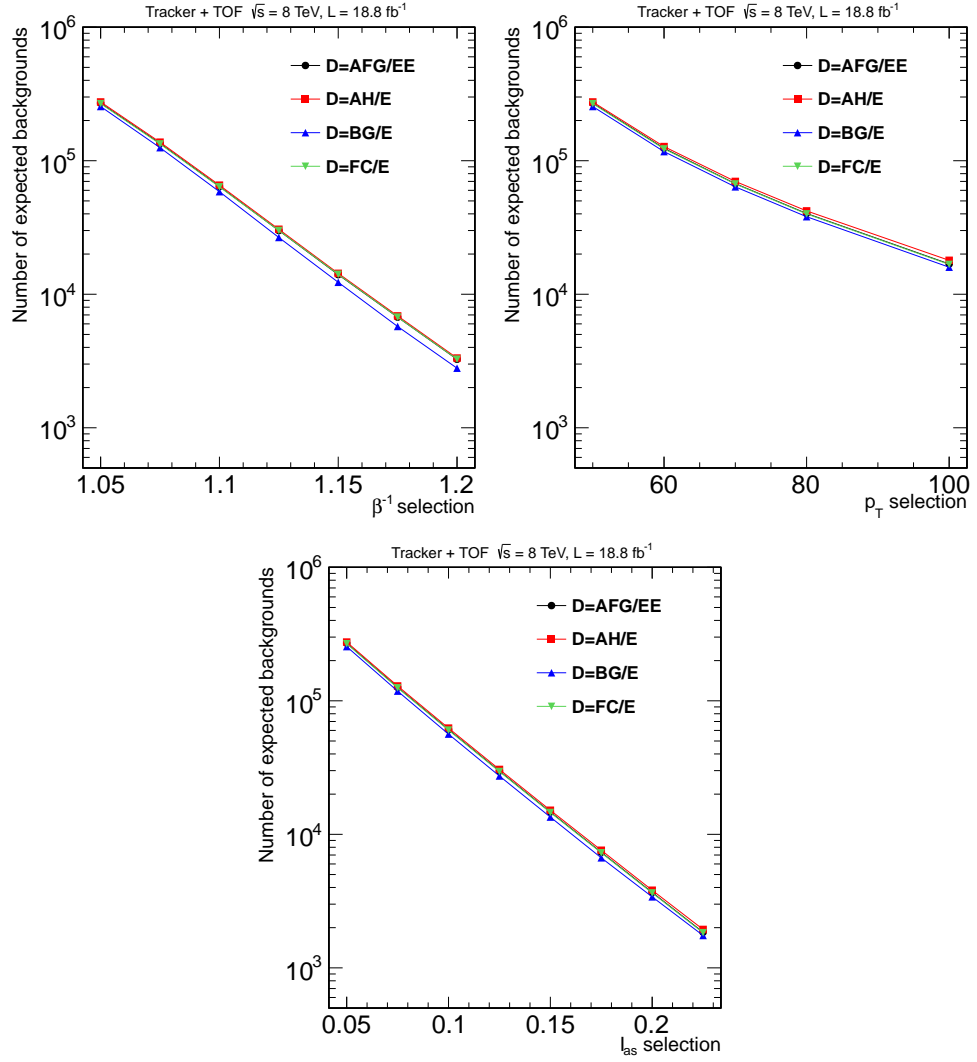 Tracker + TOF √s = 8 TeV, L = 18.8 fb⁻¹
Number of expected backgrounds
10⁶
10⁵
10⁴
10³
D=AFG/EE
D=AH/E
D=BG/E
D=FC/E
1.05 1.1 1.15 1.2
β⁻¹ selection
Tracker + TOF √s = 8 TeV, L = 18.8 fb⁻¹
Number of expected backgrounds
10⁶
10⁵
10⁴
10³
D=AFG/EE
D=AH/E
D=BG/E
D=FC/E
60 80 100
p_T selection
Tracker + TOF √s = 8 TeV, L = 18.8 fb⁻¹
Number of expected backgrounds
10⁶
10⁵
10⁴
10³
D=AFG/EE
D=AH/E
D=BG/E
D=FC/E
0.05 0.1 0.15 0.2
I_as selection